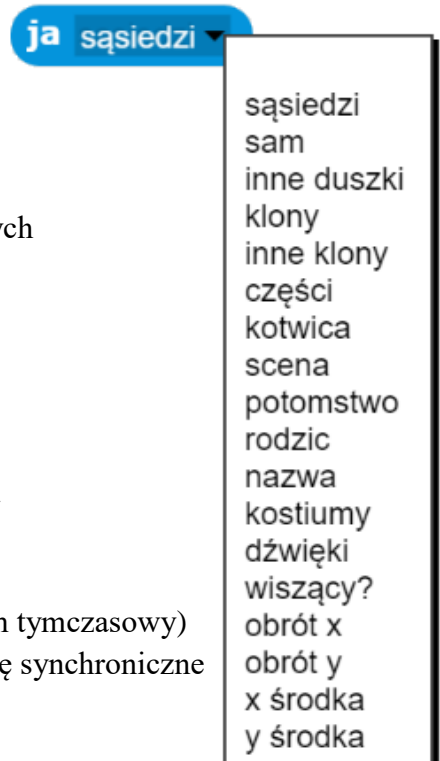 ja sąsiedzi
sąsiedzi
sam
inne duszki
klony
inne klony
części
kotwica
scena
potomstwo
rodzic
nazwa
kostiumy
dźwięki
wiszący?
obrót x
obrót y
x środka
y środka
tymczasowy)
synchroniczne